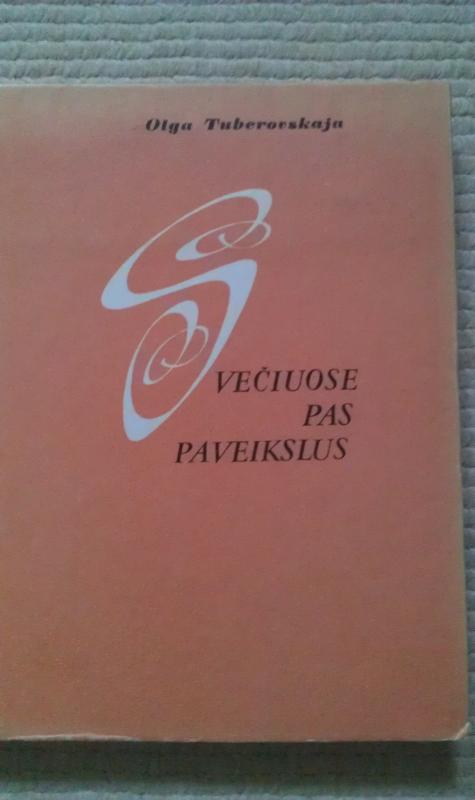 Olga Tuberovskaja
SVEČIUOSE
PAS
PAVEIKSLUS